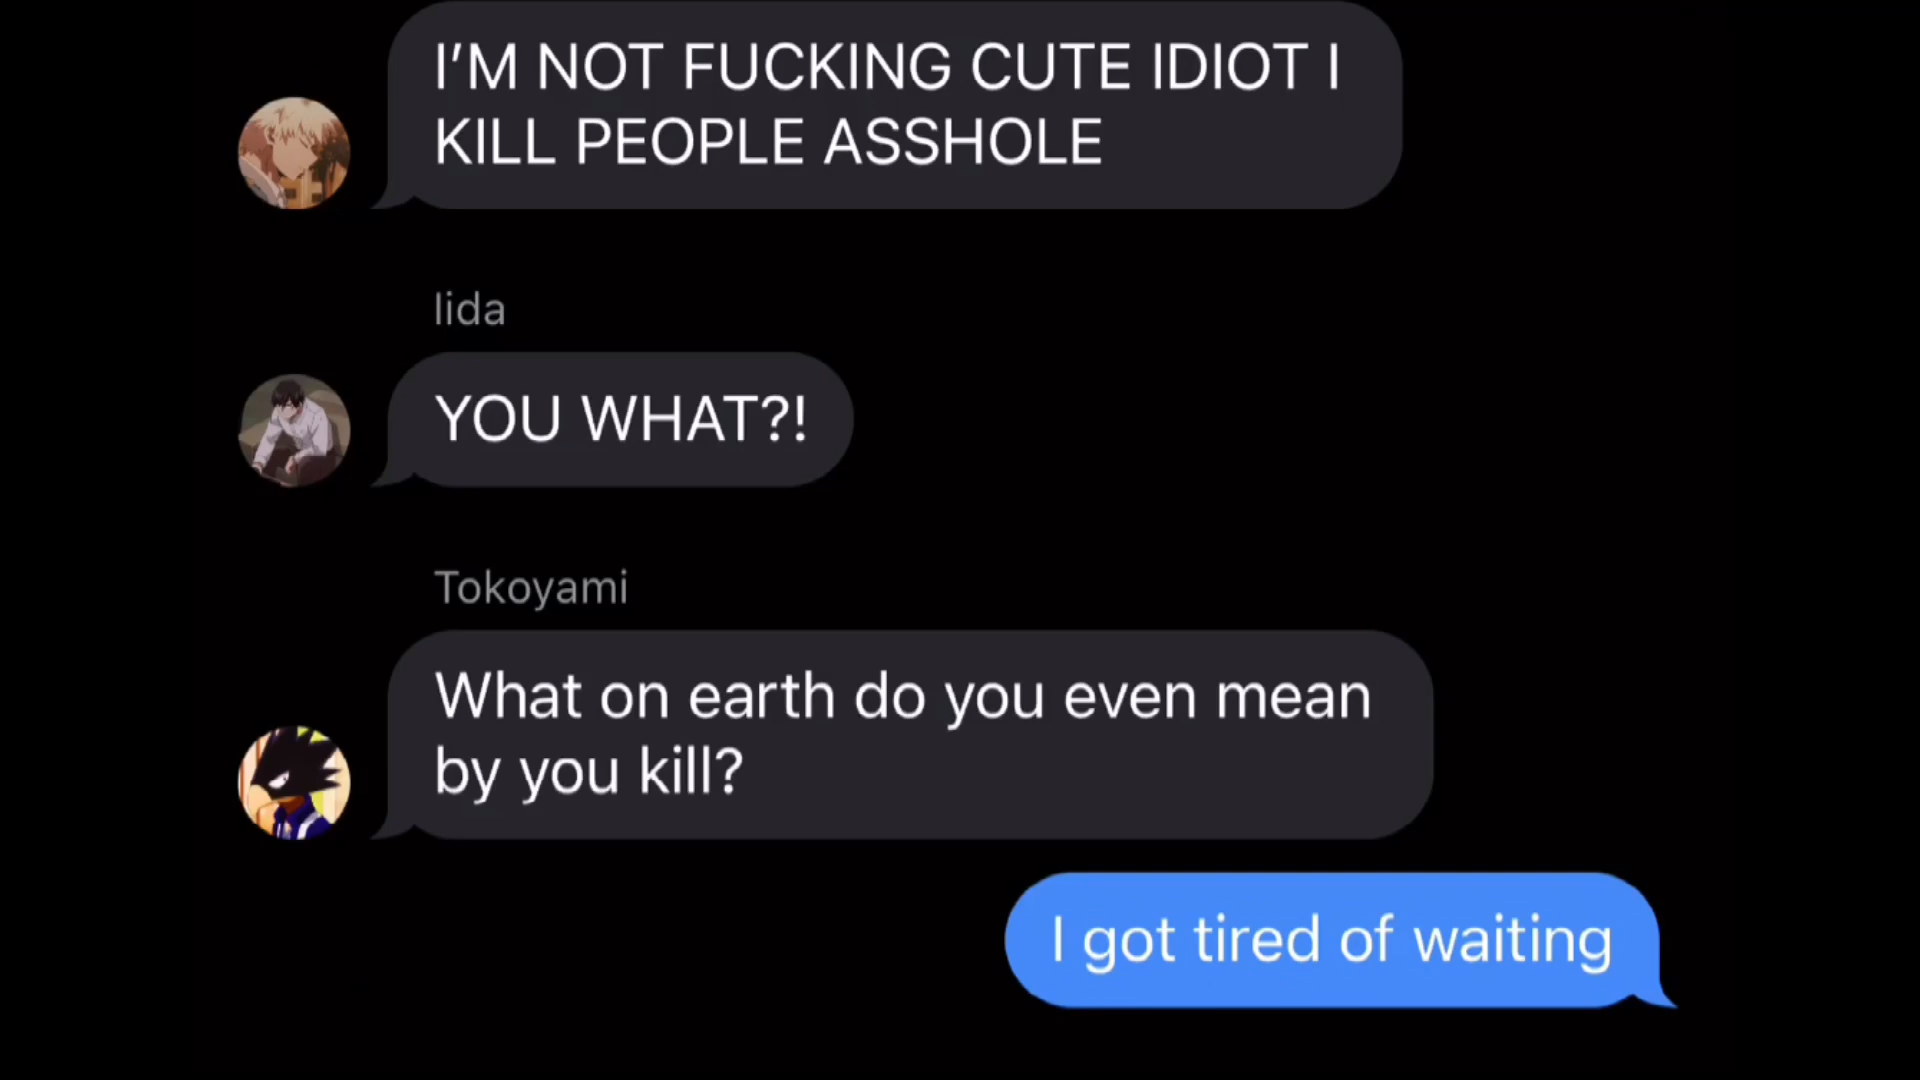 I’M NOT FUCKING CUTE IDIOT I
KILL PEOPLE ASSHOLE
Iida
YOU WHAT?!
Tokoyami
What on earth do you even mean
by you kill?
I got tired of waiting